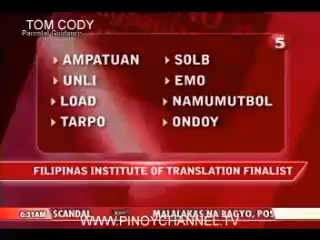 TOM CODY
Parental Guidance
5
AMPATUAN
UNLI
LOAD
TARPO
SOLB
EMO
NAMUMUTBOL
ONDOY
FILIPINAS INSTITUTE OF TRANSLATION FINALIST
6:31AM SCANDAL MALALAKAS NA BAGYO, POS
WWW.PINOYCHANNEL.TV